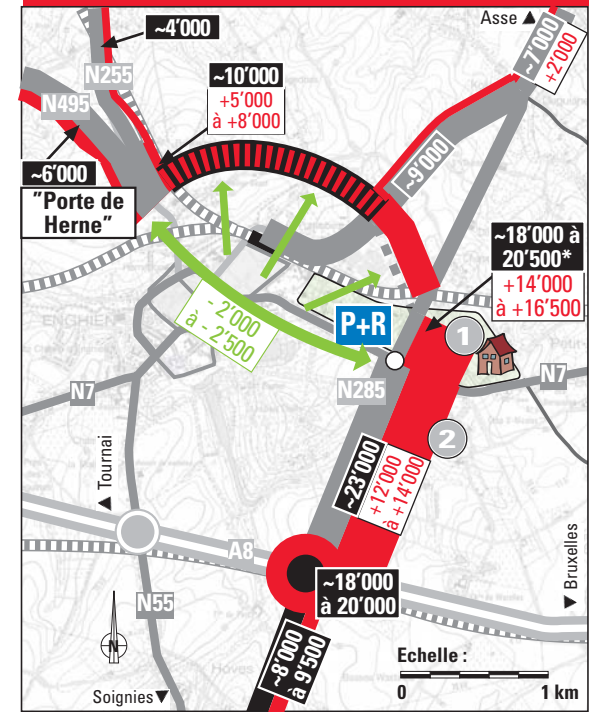 Asse ▲
~4'000
~7'000
+2'000
N255
~10'000
+5'000
à +8'000
N495
~9'000
~6'000
"Porte de
Herne"
~18'000 à
20'500*
+14'000
à +16'500
- 2'000
à - 2'500
ENGHIEN
P+R
1
N7
N285
N7
2
~23'000
+12'000
à +14'000
▲ Tournai
A8
▼ Bruxelles
~18'000
à 20'000
N55
N
~8'000
à 9'500
Hoves
Echelle :
0 1 km
Soignies▼